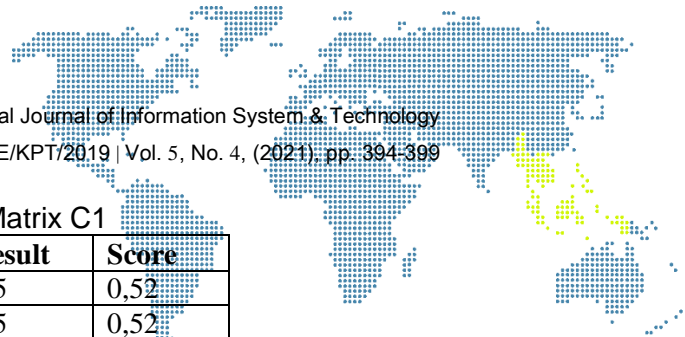 al Journal of Information System & Technology
E/KPT/2019 | Vol. 5, No. 4, (2021), pp. 394-399
Matrix C1
esult Score
5 0,52
5 0,52